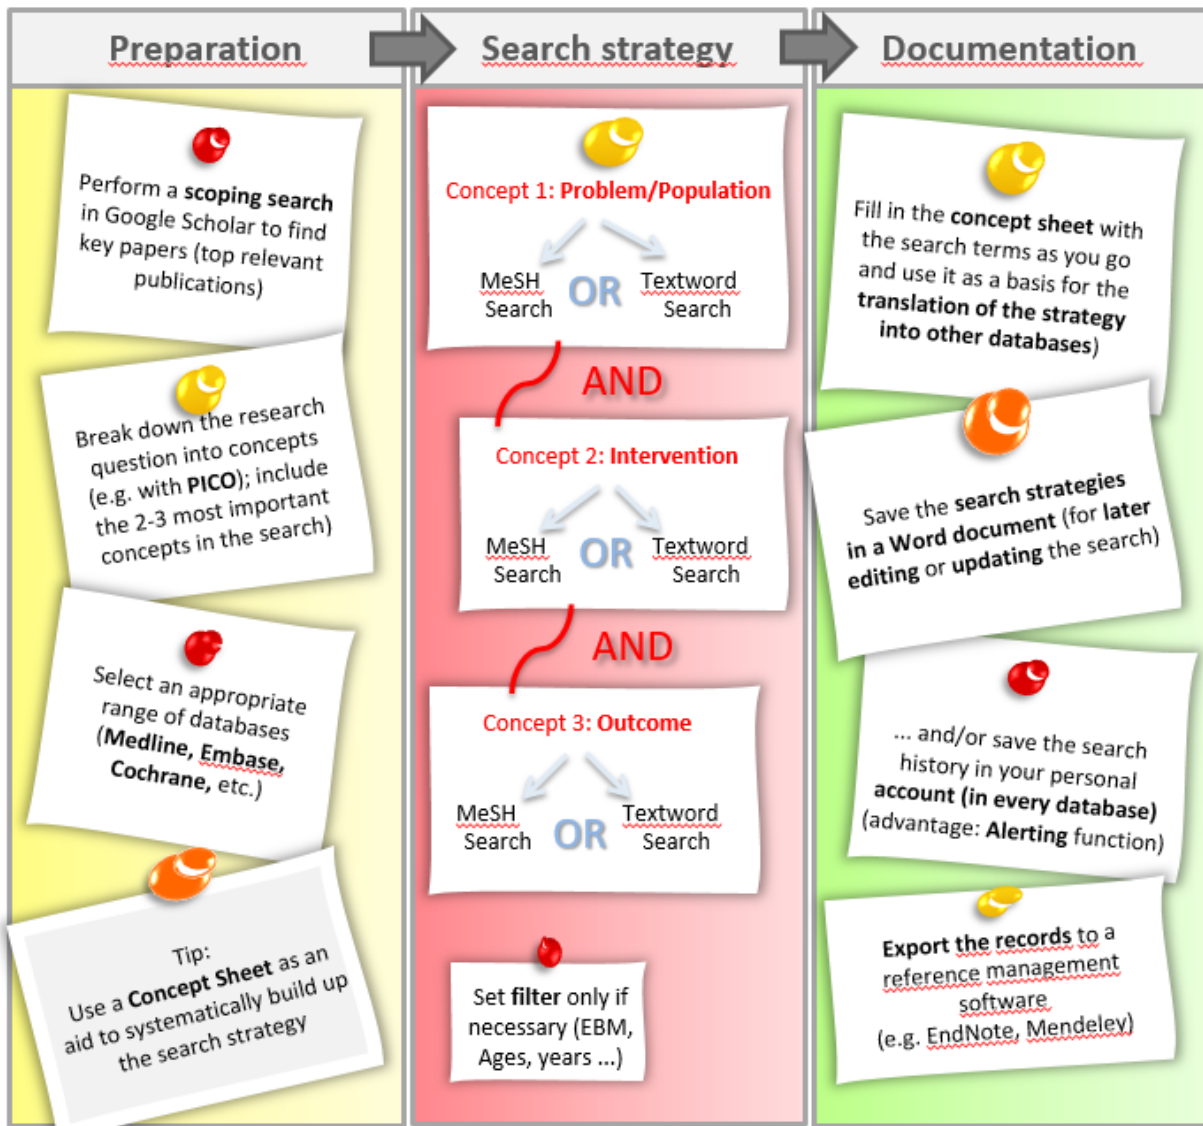 Preparation
Search strategy
Documentation
Perform a scoping search
in Google Scholar to find
key papers (top relevant
publications)
Break down the research
question into concepts
(e.g. with PICO); include
the 2-3 most important
concepts in the search)
Select an appropriate
range of databases
(Medline, Embase,
Cochrane, etc.)
Tip:
Use a Concept Sheet as an
aid to systematically build up
the search strategy
Concept 1: Problem/Population
MeSH
Search
OR
Textword
Search
AND
Concept 2: Intervention
MeSH
Search
OR
Textword
Search
AND
Concept 3: Outcome
MeSH
Search
OR
Textword
Search
Set filter only if
necessary (EBM,
Ages, years ...)
Fill in the concept sheet with
the search terms as you go
and use it as a basis for the
translation of the strategy
into other databases)
Save the search strategies
in a Word document (for later
editing or updating the search)
... and/or save the search
history in your personal
account (in every database)
(advantage: Alerting function)
Export the records to a
reference management
software
(e.g. EndNote, Mendeley)